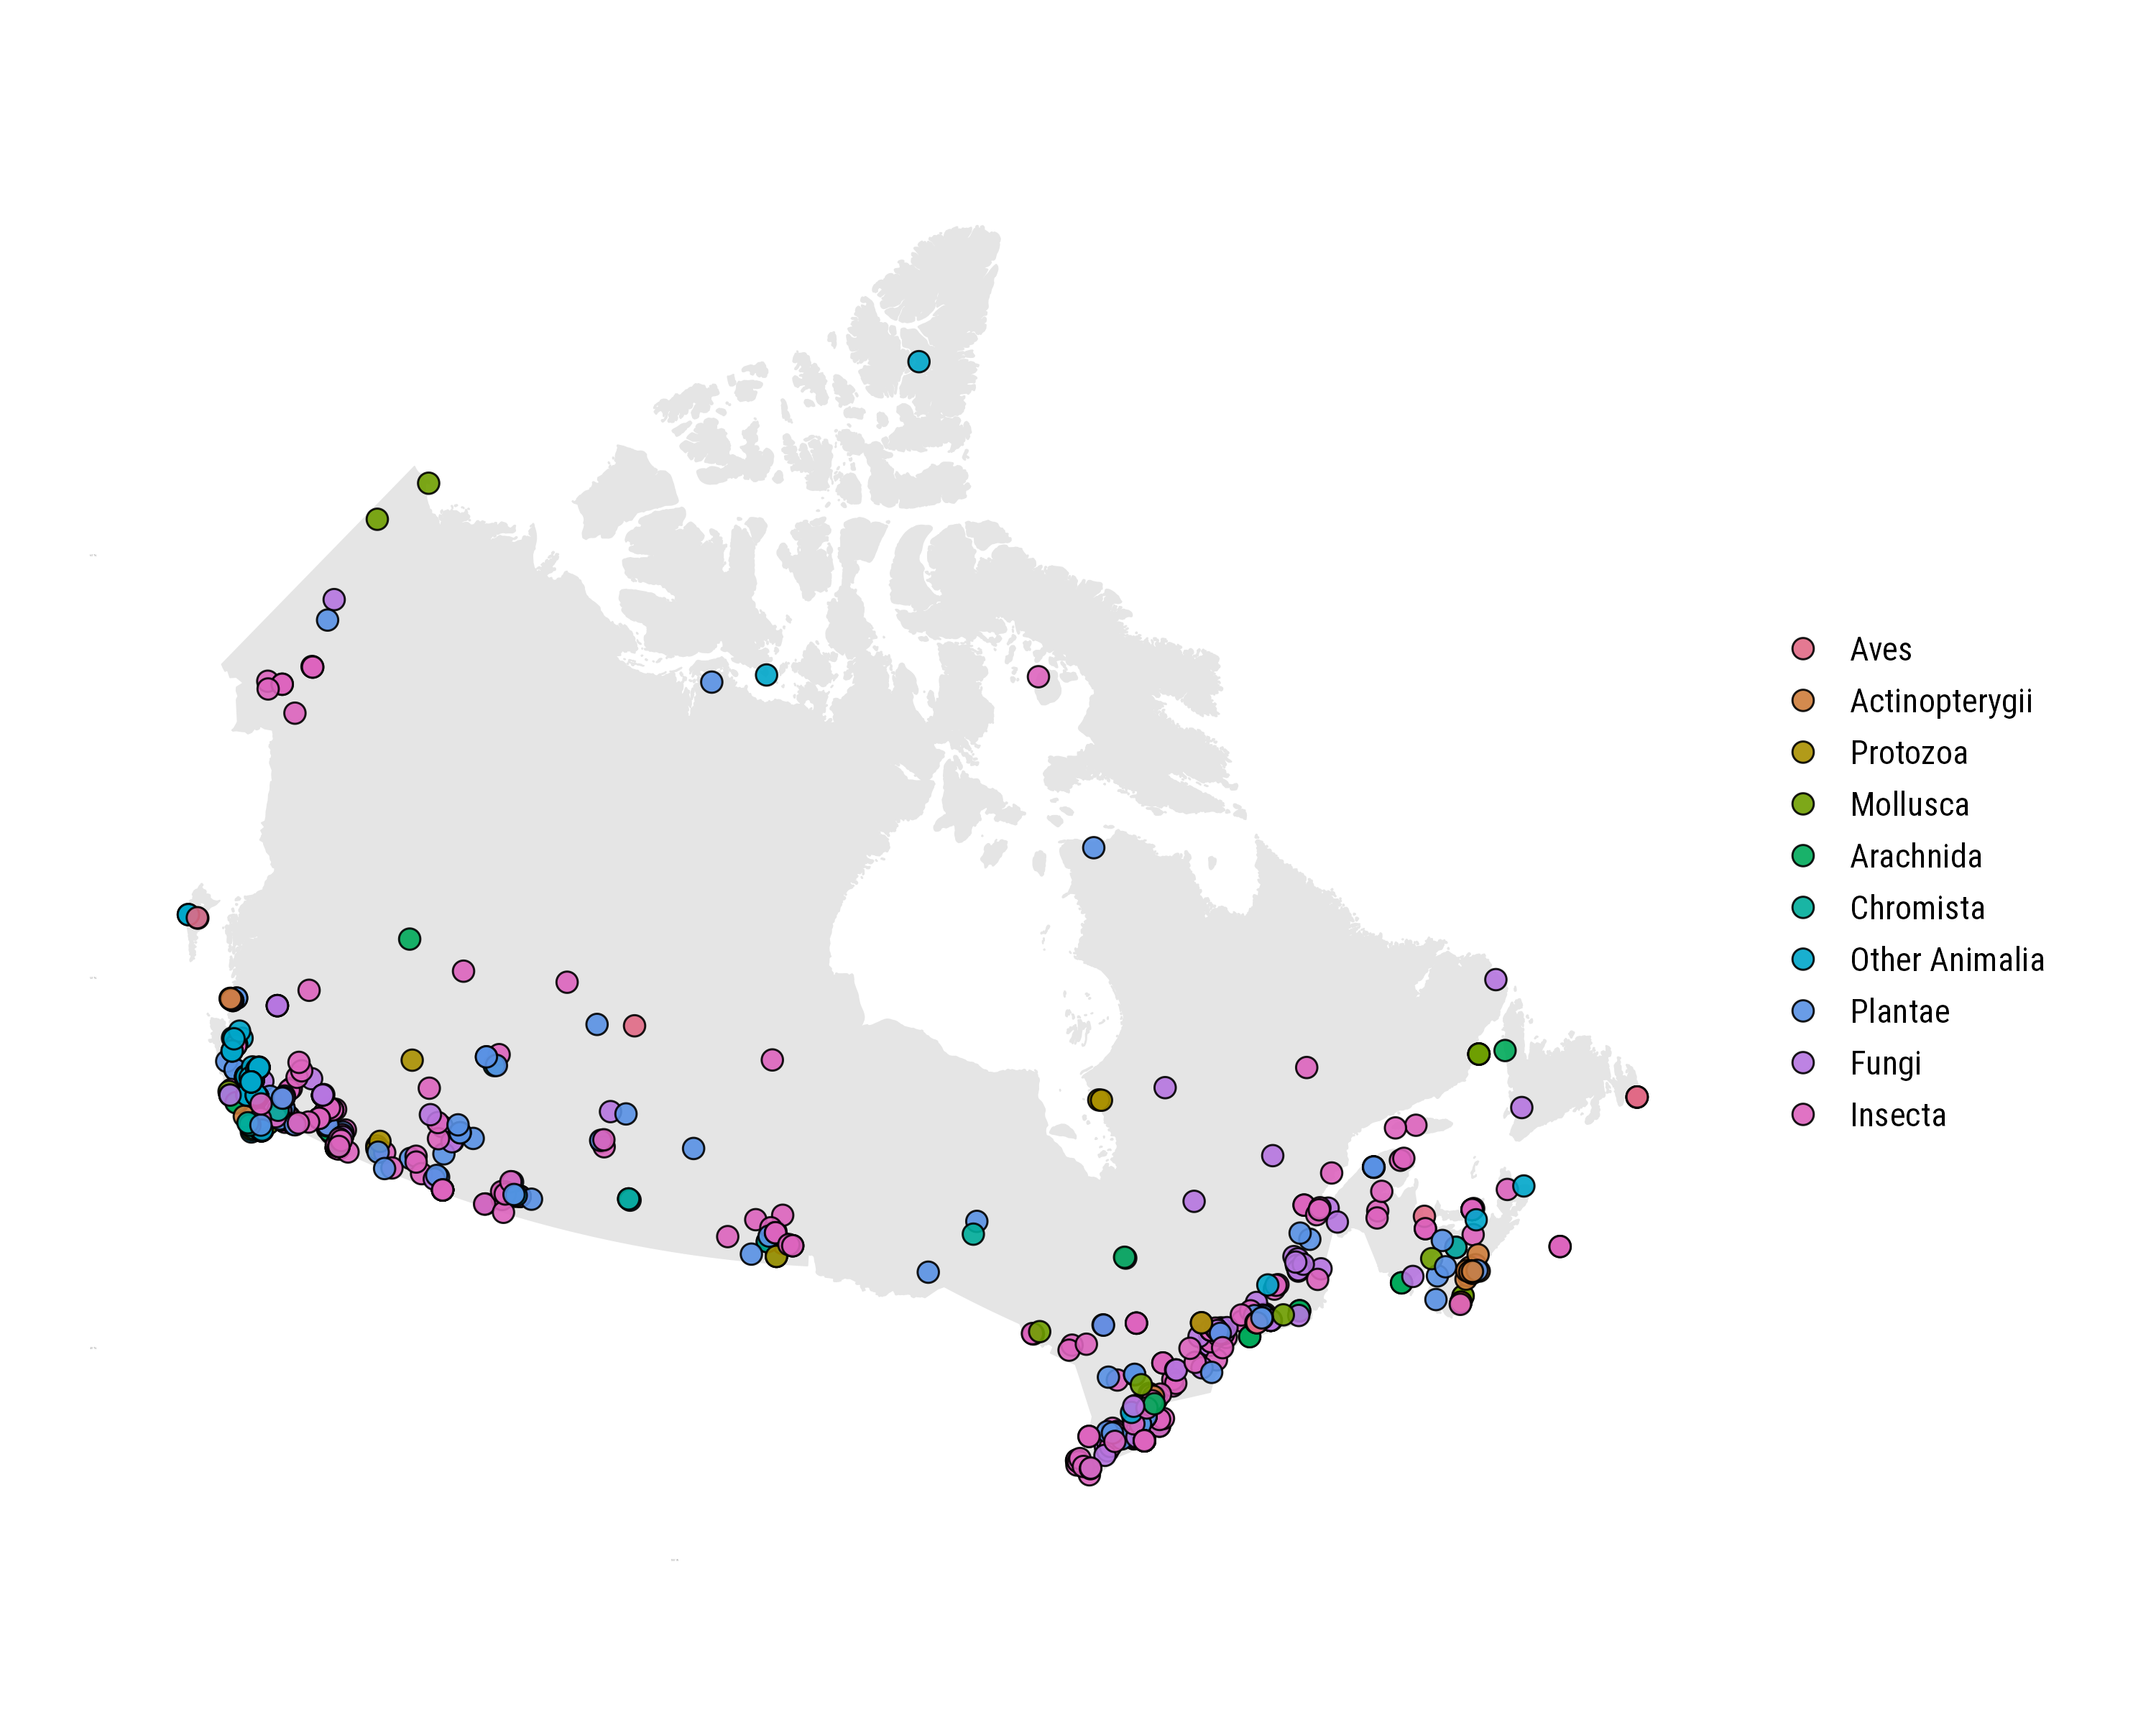 Aves
Actinopterygii
Protozoa
Mollusca
Arachnida
Chromista
Other Animalia
Plantae
Fungi
Insecta